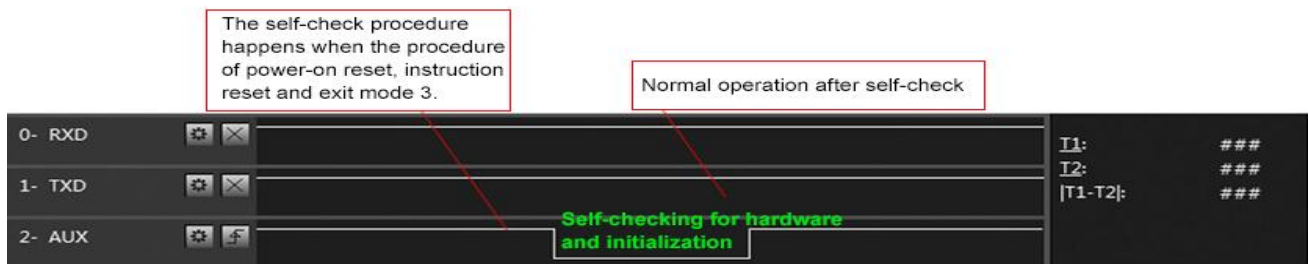 The self-check procedure
happens when the procedure
of power-on reset, instruction
reset and exit mode 3.
Normal operation after self-check
0- RXD
T1: ###
T2: ###
1- TXD
|T1-T2|: ###
Self-checking for hardware
2- AUX
and initialization